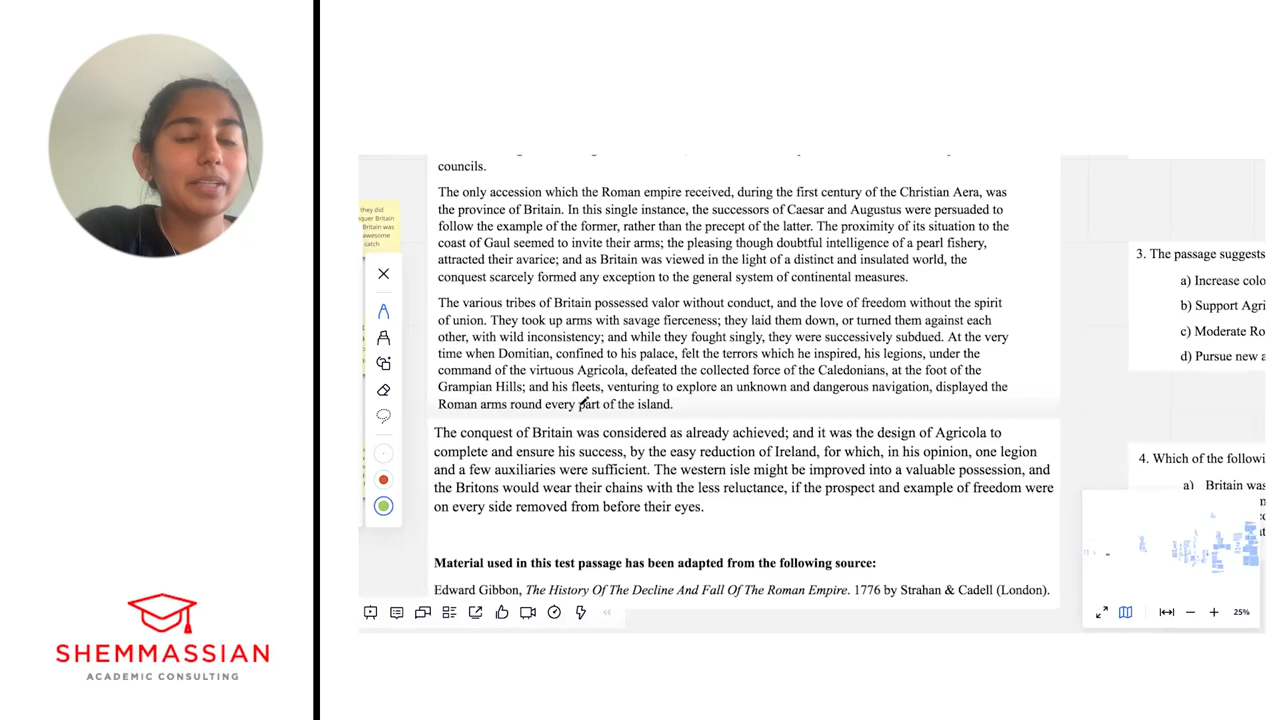 councils.
The only accession which the Roman empire received, during the first century of the Christian Aera, was
the province of Britain. In this single instance, the successors of Caesar and Augustus were persuaded to
follow the example of the former, rather than the precept of the latter. The proximity of its situation to the
coast of Gaul seemed to invite their arms; the pleasing though doubtful intelligence of a pearl fishery,
attracted their avarice; and as Britain was viewed in the light of a distinct and insulated world, the
conquest scarcely formed any exception to the general system of continental measures.
The various tribes of Britain possessed valor without conduct, and the love of freedom without the spirit
of union. They took up arms with savage fierceness; they laid them down, or turned them against each
other, with wild inconsistency; and while they fought singly, they were successively subdued. At the very
time when Domitian, confined to his palace, felt the terrors which he inspired, his legions, under the
command of the virtuous Agricola, defeated the collected force of the Caledonians, at the foot of the
Grampian Hills; and his fleets, venturing to explore an unknown and dangerous navigation, displayed the
Roman arms round every part of the island.
The conquest of Britain was considered as already achieved; and it was the design of Agricola to
complete and ensure his success, by the easy reduction of Ireland, for which, in his opinion, one legion
and a few auxiliaries were sufficient. The western isle might be improved into a valuable possession, and
the Britons would wear their chains with the less reluctance, if the prospect and example of freedom were
on every side removed from before their eyes.
Material used in this test passage has been adapted from the following source:
Edward Gibbon, The History Of The Decline And Fall Of The Roman Empire. 1776 by Strahan & Cadell (London).
they did
quer Britain
Britain was
awesome
catch
3. The passage suggests
a) Increase colo
b) Support Agri
c) Moderate Ro
d) Pursue new a
4. Which of the followi
a) Britain was
25%
SHEMMASSIAN
ACADEMIC CONSULTING